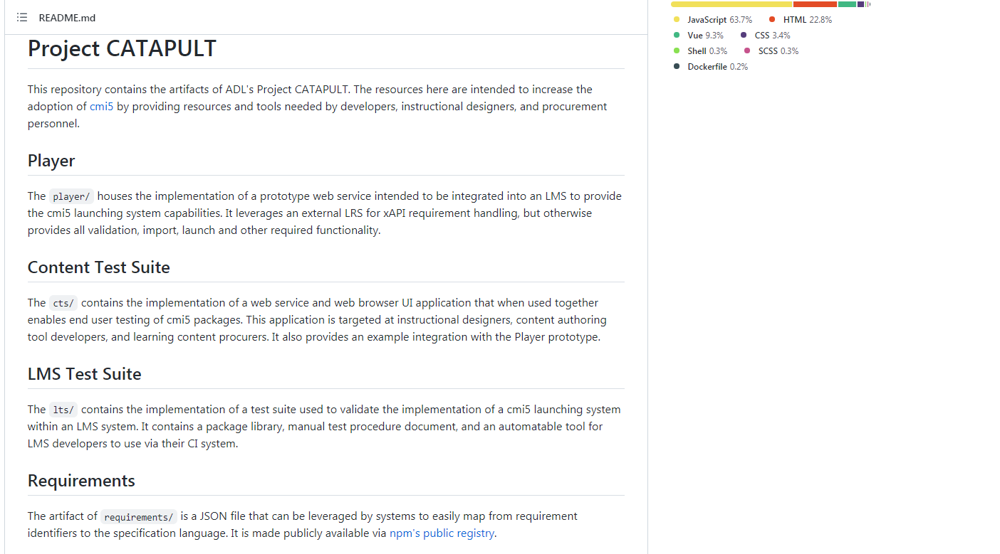 README.md
Project CATAPULT
This repository contains the artifacts of ADL's Project CATAPULT. The resources here are intended to increase the
adoption of cmi5 by providing resources and tools needed by developers, instructional designers, and procurement
personnel.
Player
The player/ houses the implementation of a prototype web service intended to be integrated into an LMS to provide
the cmi5 launching system capabilities. It leverages an external LRS for xAPI requirement handling, but otherwise
provides all validation, import, launch and other required functionality.
Content Test Suite
The cts/ contains the implementation of a web service and web browser UI application that when used together
enables end user testing of cmi5 packages. This application is targeted at instructional designers, content authoring
tool developers, and learning content procurers. It also provides an example integration with the Player prototype.
LMS Test Suite
The lts/ contains the implementation of a test suite used to validate the implementation of a cmi5 launching system
within an LMS system. It contains a package library, manual test procedure document, and an automatable tool for
LMS developers to use via their CI system.
Requirements
The artifact of requirements/ is a JSON file that can be leveraged by systems to easily map from requirement
identifiers to the specification language. It is made publicly available via npm's public registry.
JavaScript 63.7% HTML 22.8%
Vue 9.3% CSS 3.4%
Shell 0.3% SCSS 0.3%
Dockerfile 0.2%